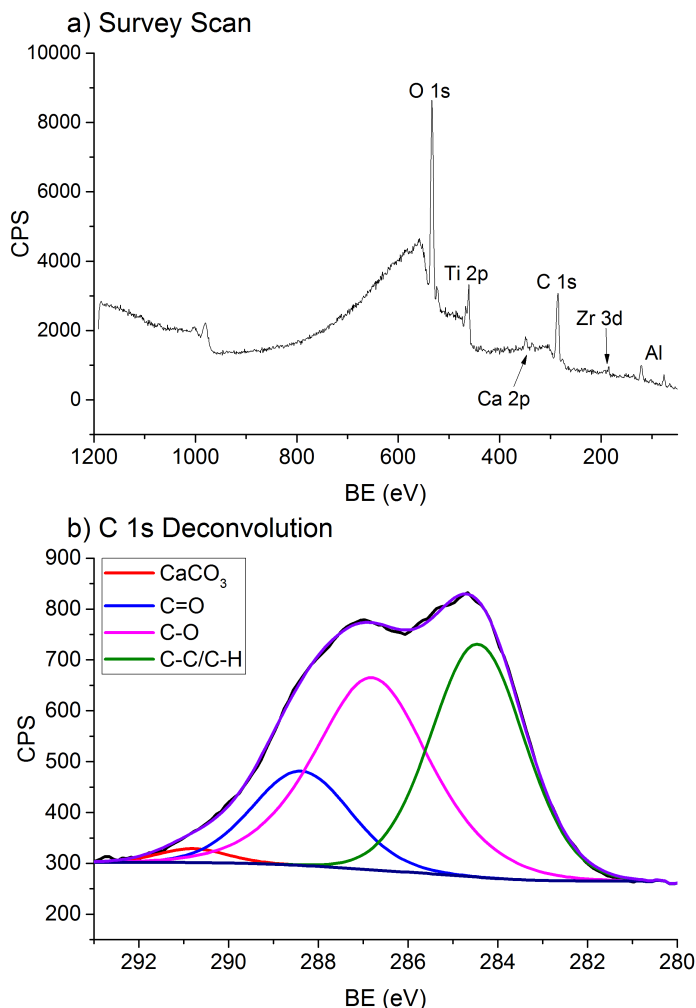 a) Survey Scan
10000
8000
6000
4000
2000
0
CPS
O 1s
Ti 2p
C 1s
Zr 3d
Al
Ca 2p
1200 1000 800 600 400 200
BE (eV)
b) C 1s Deconvolution
900
800
700
600
500
400
300
200
CPS
CaCO₃
C=O
C-O
C-C/C-H
292 290 288 286 284 282 280
BE (eV)